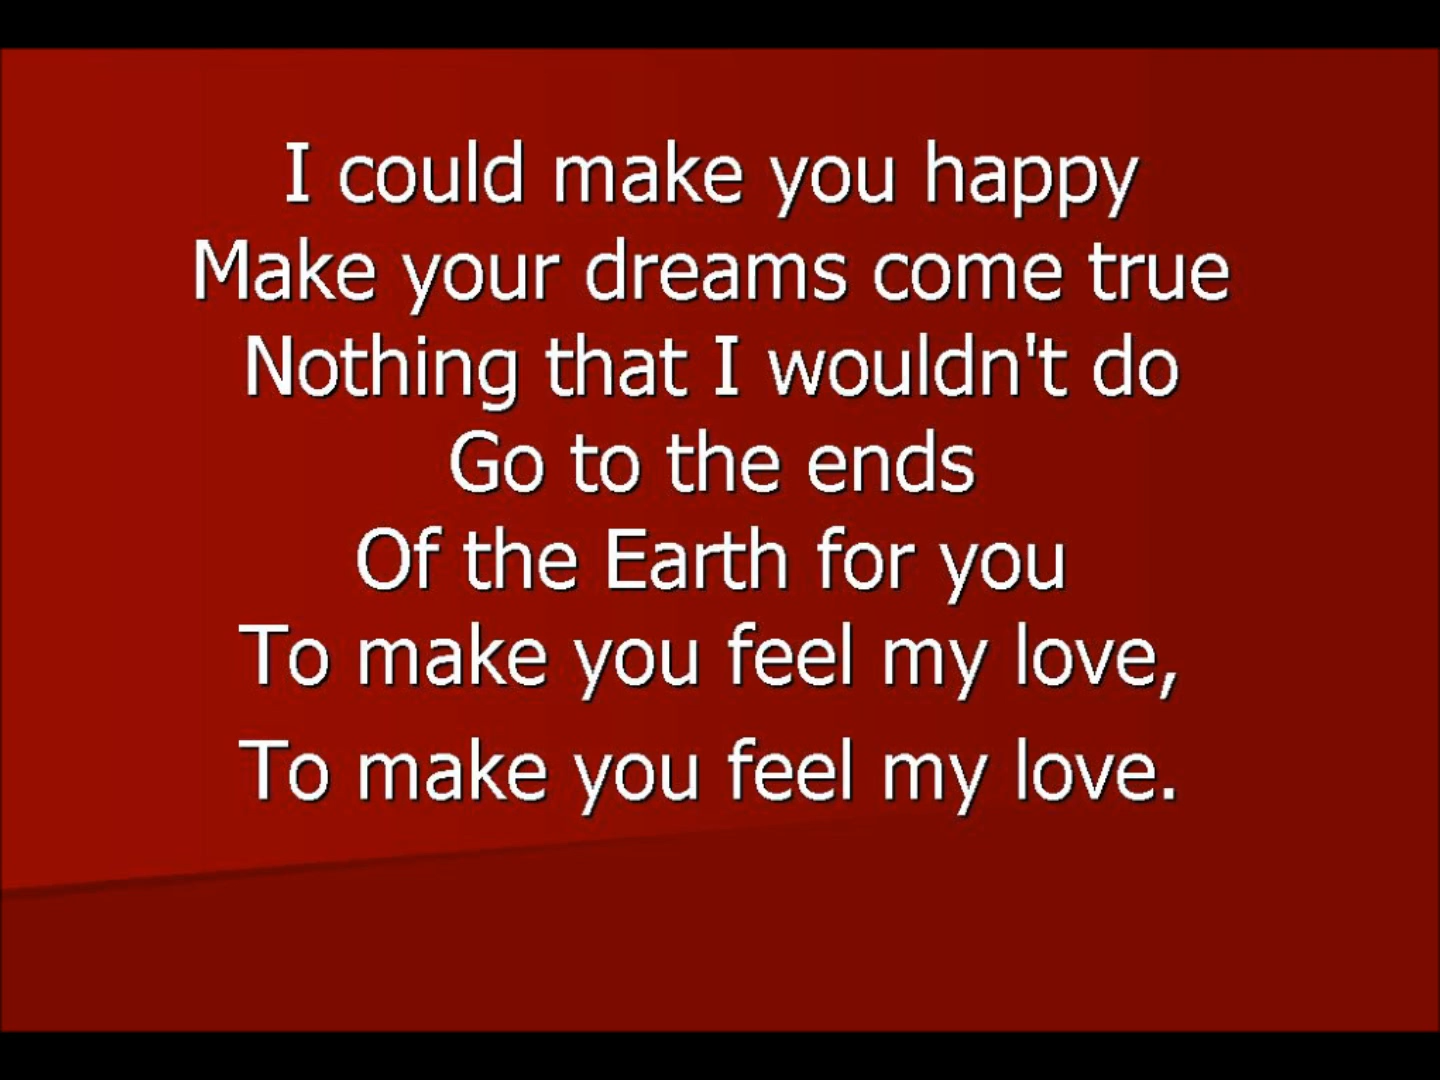 I could make you happy
Make your dreams come true
Nothing that I wouldn't do
Go to the ends
Of the Earth for you
To make you feel my love,
To make you feel my love.